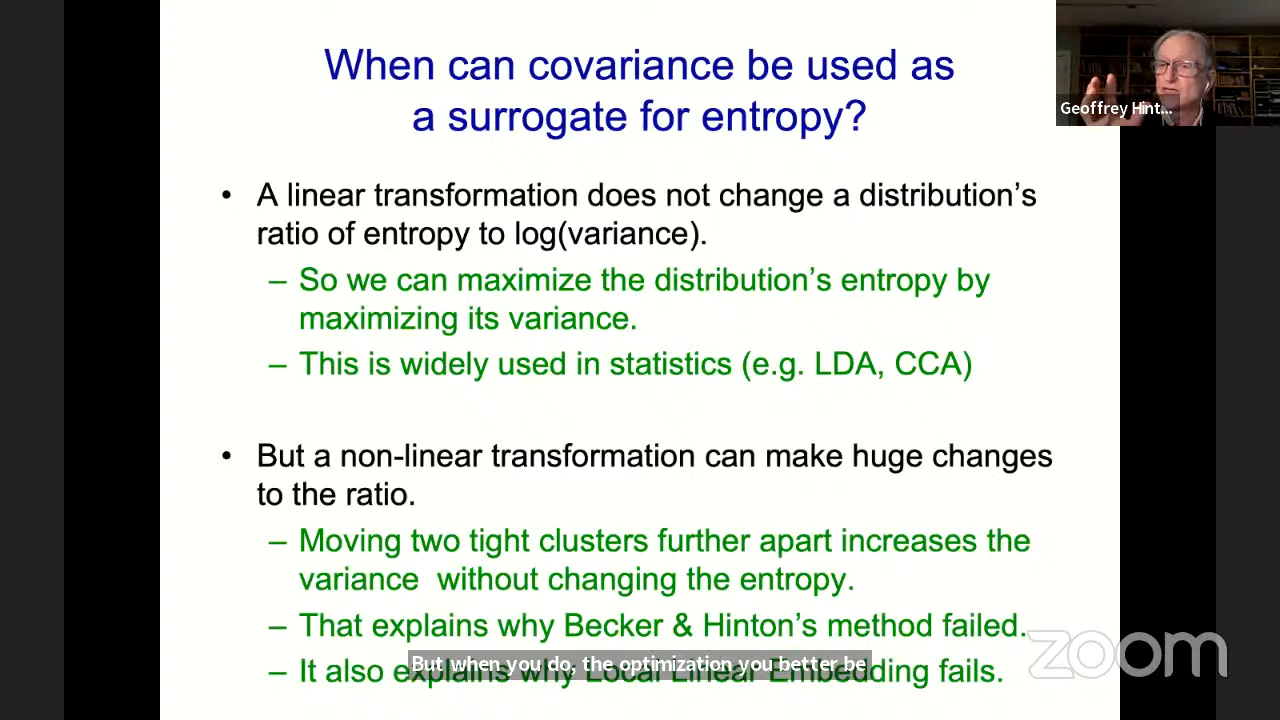 When can covariance be used as
a surrogate for entropy?
Geoffrey Hint...
• A linear transformation does not change a distribution's
ratio of entropy to log(variance).
– So we can maximize the distribution's entropy by
maximizing its variance.
– This is widely used in statistics (e.g. LDA, CCA)
• But a non-linear transformation can make huge changes
to the ratio.
– Moving two tight clusters further apart increases the
variance without changing the entropy.
– That explains why Becker & Hinton's method failed.
But when you do, the optimization you better be
– It also explains why Local Linear Embedding fails.
zoom